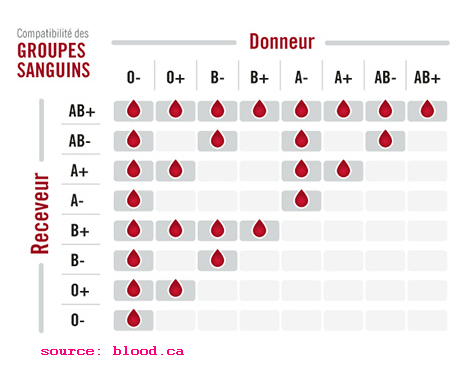 Compatibilité des
GROUPES
SANGUINS
Donneur
O- O+ B- B+ A- A+ AB- AB+
Receveur
AB+
AB-
A+
A-
B+
B-
O+
O-
source: blood.ca